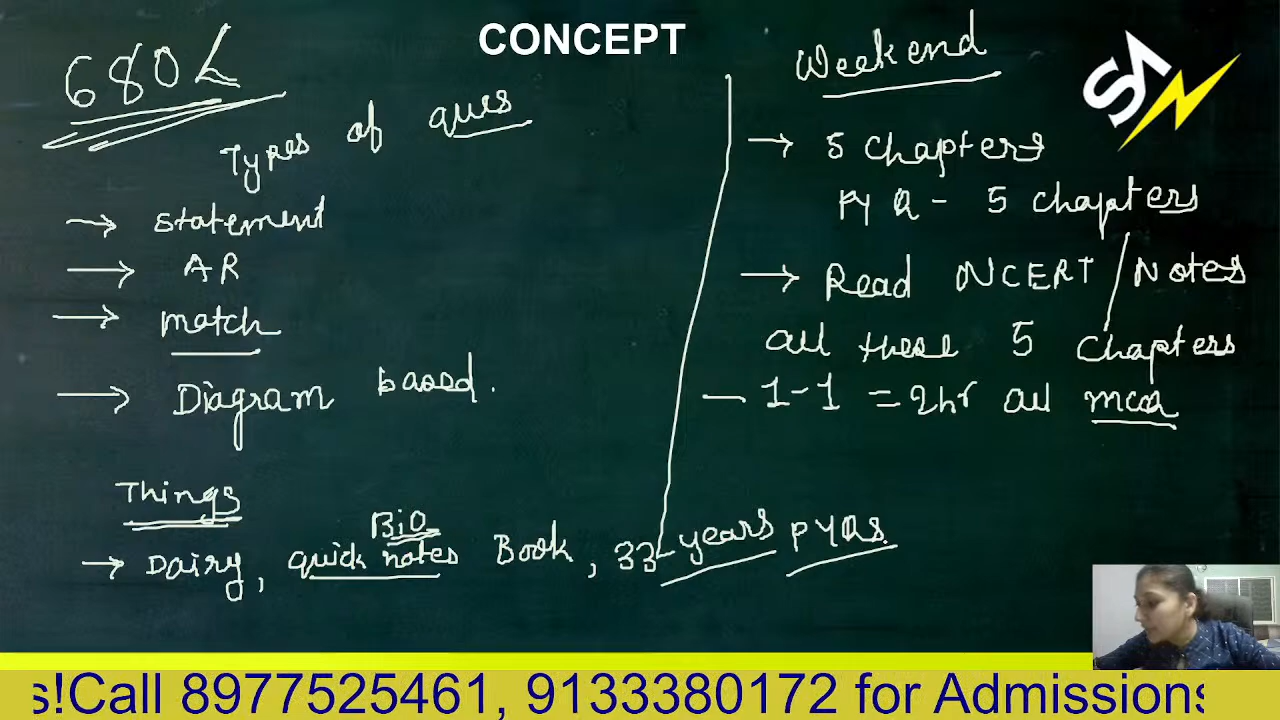 CONCEPT
680L
Types of ques
→ statement
→ AR
→ match
→ Diagram based.
Things
Bio
→ Dairy, quick notes Book, 33 years PYQs.
Weekend
→ 5 chapters
PYQ - 5 chapters
→ Read NCERT / Notes
all these 5 chapters
- 1-1 = 2hr all mcq
SAN
s!Call 8977525461, 9133380172 for Admissions